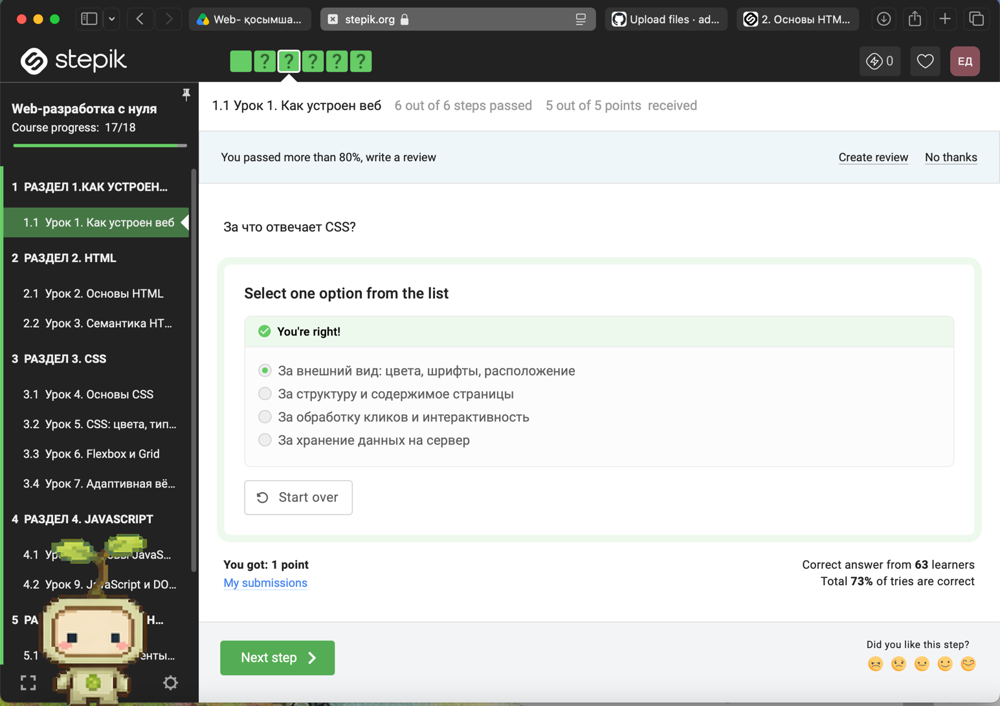 Web- қосымша...
stepik.org
Upload files · ad...
2. Основы HTM...
stepik
? ? ? ? ?
0
ЕД
Web-разработка с нуля
Course progress: 17/18
1 РАЗДЕЛ 1.КАК УСТРОЕН...
1.1 Урок 1. Как устроен веб
2 РАЗДЕЛ 2. HTML
2.1 Урок 2. Основы HTML
2.2 Урок 3. Семантика HT...
3 РАЗДЕЛ 3. CSS
3.1 Урок 4. Основы CSS
3.2 Урок 5. CSS: цвета, тип...
3.3 Урок 6. Flexbox и Grid
3.4 Урок 7. Адаптивная вё...
4 РАЗДЕЛ 4. JAVASCRIPT
4.1 JavaS...
4.2 Урок 9. JavaScript и DO...
5
5.1
1.1 Урок 1. Как устроен веб 6 out of 6 steps passed 5 out of 5 points received
You passed more than 80%, write a review
Create review No thanks
За что отвечает CSS?
Select one option from the list
You're right!
За внешний вид: цвета, шрифты, расположение
За структуру и содержимое страницы
За обработку кликов и интерактивность
За хранение данных на сервер
Start over
You got: 1 point
My submissions
Correct answer from 63 learners
Total 73% of tries are correct
Next step
Did you like this step?